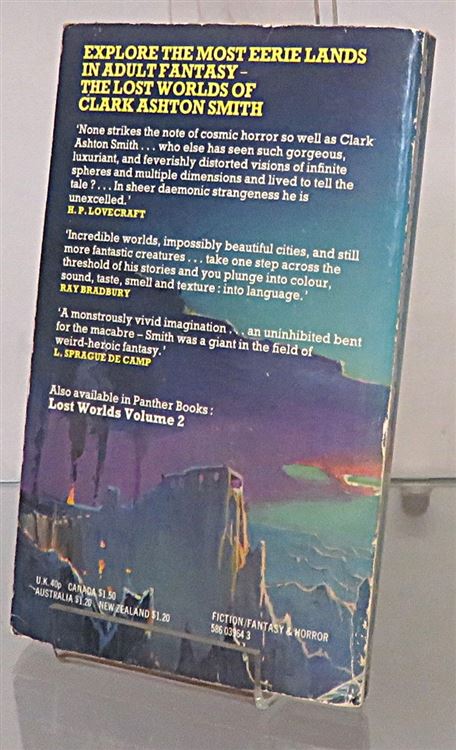 EXPLORE THE MOST EERIE LANDS
IN ADULT FANTASY –
THE LOST WORLDS OF
CLARK ASHTON SMITH
'None strikes the note of cosmic horror so well as Clark
Ashton Smith . . . who else has seen such gorgeous,
luxuriant, and feverishly distorted visions of infinite
spheres and multiple dimensions and lived to tell the
tale ? . . . In sheer daemonic strangeness he is
unexcelled.'
H. P. LOVECRAFT
'Incredible worlds, impossibly beautiful cities, and still
more fantastic creatures . . . take one step across the
threshold of his stories and you plunge into colour,
sound, taste, smell and texture : into language.'
RAY BRADBURY
'A monstrously vivid imagination . . . an uninhibited bent
for the macabre – Smith was a giant in the field of
weird-heroic fantasy.'
L. SPRAGUE DE CAMP
Also available in Panther Books :
Lost Worlds Volume 2
U.K. 40p CANADA $1.50
AUSTRALIA $1.20 NEW ZEALAND $1.20
FICTION/FANTASY & HORROR
586 03964 3